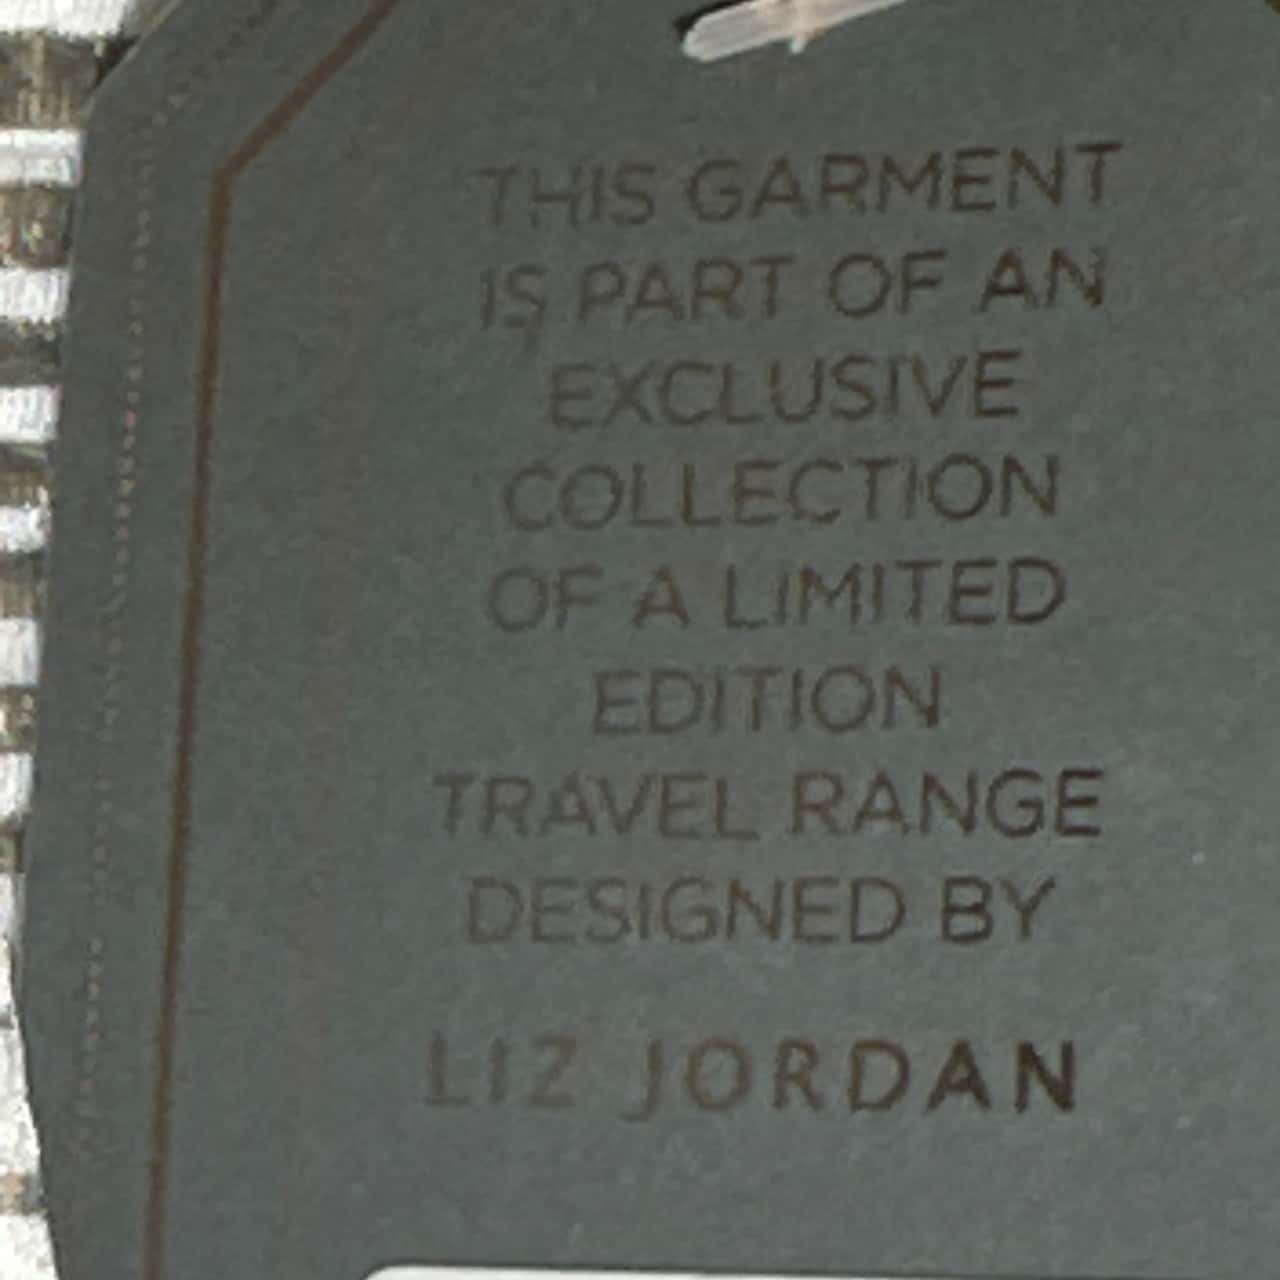 THIS GARMENT
IS PART OF AN
EXCLUSIVE
COLLECTION
OF A LIMITED
EDITION
TRAVEL RANGE
DESIGNED BY
LIZ JORDAN